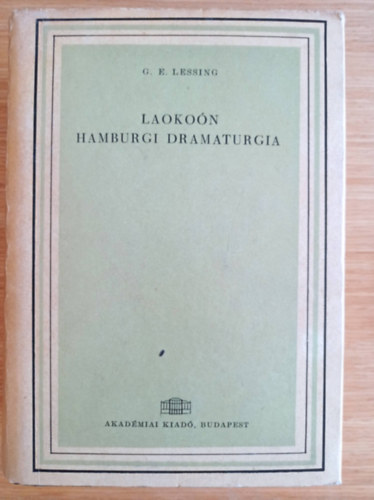 G. E. LESSING
LAOKOÓN
HAMBURGI DRAMATURGIA
AKADÉMIAI KIADÓ, BUDAPEST